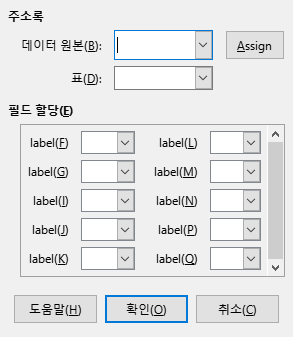 주소록
데이터 원본(B): Assign
표(D):
필드 할당(E)
label(F) label(L)
label(G) label(M)
label(I) label(N)
label(J) label(P)
label(K) label(Q)
도움말(H) 확인(O) 취소(C)